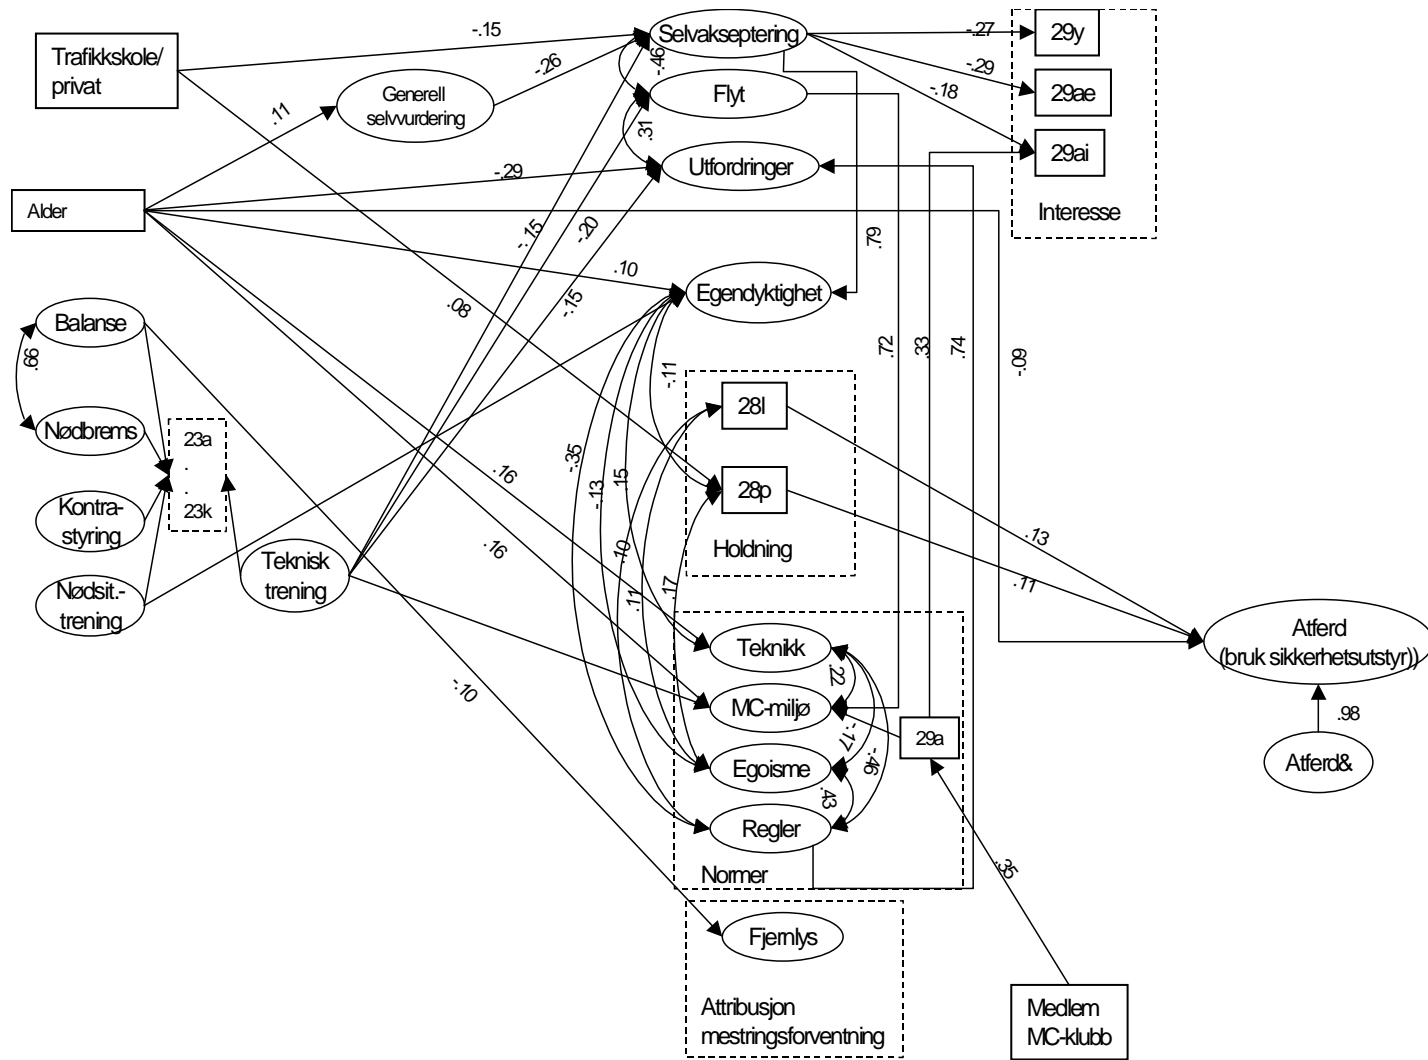 Trafikkskole/
privat
Alder
Generell
selvvurdering
Selvakseptering
Flyt
Utfordringer
Egendyktighet
29y
29ae
29ai
Interesse
-.15
-.26
.11
-.46
.31
-.27
-.29
-.18
-.29
-.15
-.20
-.15
.10
.08
.79
.72
.33
.74
-.09
Balanse
.66
Nødbrems
Kontra-
styring
Nødsit.-
trening
23a
.
.
23k
Teknisk
trening
.16
.16
-.10
-.11
-.35
-.13
.15
.10
.11
.17
28l
28p
Holdning
.13
.11
Teknikk
MC-miljø
Egoisme
Regler
Normer
.22
-.17
-.46
.43
29a
.35
Atferd
(bruk sikkerhetsutstyr))
.98
Atferd&
Fjernlys
Attribusjon
mestringsforventning
Medlem
MC-klubb